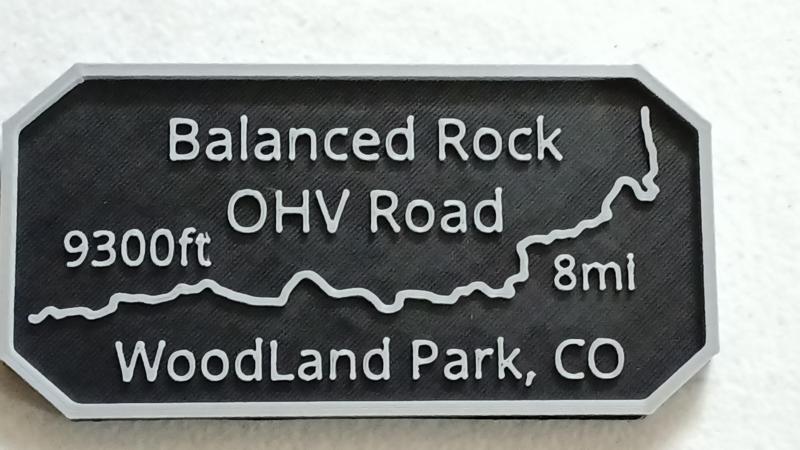 Balanced Rock
OHV Road
9300ft
8mi
WoodLand Park, CO